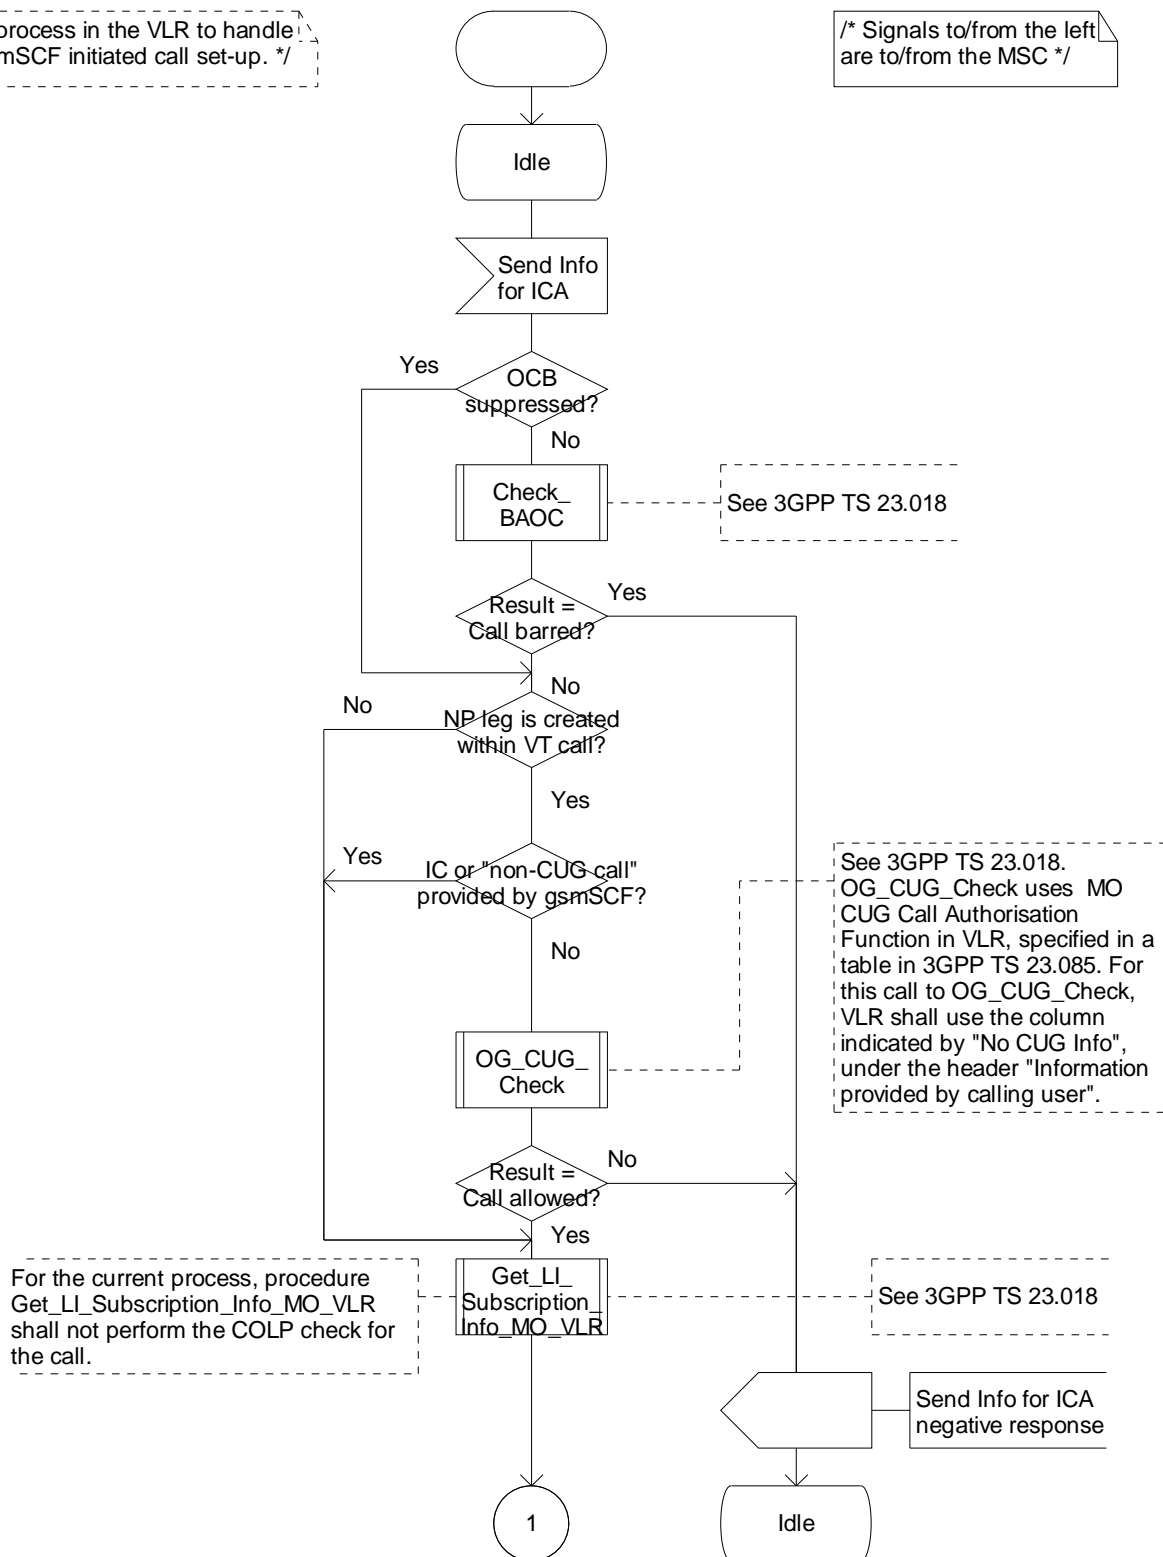 process in the VLR to handle
mSCF initiated call set-up. */
/* Signals to/from the left
are to/from the MSC */
Idle
Send Info
for ICA
Yes
OCB
suppressed?
No
Check_
BAOC
See 3GPP TS 23.018
Result =
Call barred?
Yes
No
No
NP leg is created
within VT call?
Yes
Yes
IC or "non-CUG call"
provided by gsmSCF?
No
See 3GPP TS 23.018.
OG_CUG_Check uses  MO
CUG Call Authorisation
Function in VLR, specified in a
table in 3GPP TS 23.085. For
this call to OG_CUG_Check,
VLR shall use the column
indicated by "No CUG Info",
under the header "Information
provided by calling user".
OG_CUG_
Check
Result =
Call allowed?
No
Yes
For the current process, procedure
Get_LI_Subscription_Info_MO_VLR
shall not perform the COLP check for
the call.
Get_LI_
Subscription_
Info_MO_VLR
See 3GPP TS 23.018
Send Info for ICA
negative response
1
Idle